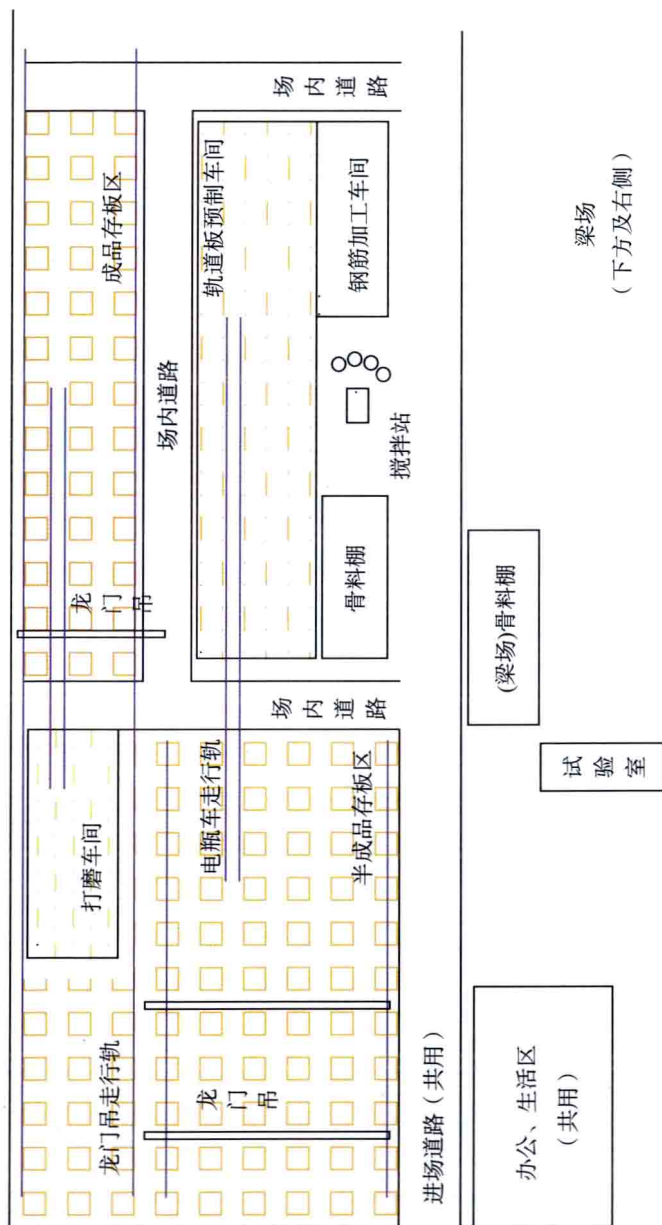 龙门吊走行轨
打磨车间
龙门吊
成品存板区
场内道路
龙门吊
电瓶车走行轨
半成品存板区
场内道路
轨道板预制车间
骨料棚
搅拌站
钢筋加工车间
场内道路
进场道路（共用）
办公、生活区
（共用）
试验室
(梁场)骨料棚
梁场
（下方及右侧）